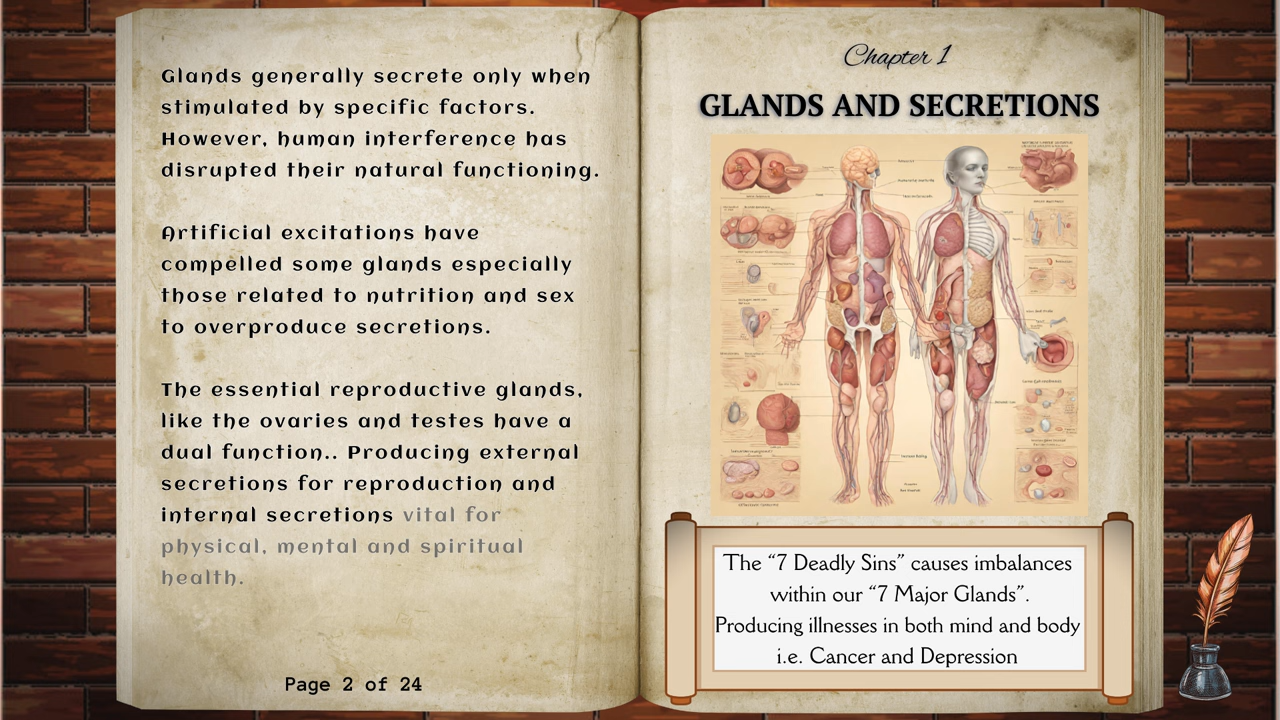 Glands generally secrete only when
stimulated by specific factors.
However, human interference has
disrupted their natural functioning.
Artificial excitations have
compelled some glands especially
those related to nutrition and sex
to overproduce secretions.
The essential reproductive glands,
like the ovaries and testes have a
dual function.. Producing external
secretions for reproduction and
internal secretions vital for
physical, mental and spiritual
health.
Page 2 of 24
Chapter 1
GLANDS AND SECRETIONS
The “7 Deadly Sins” causes imbalances
within our “7 Major Glands”.
Producing illnesses in both mind and body
i.e. Cancer and Depression